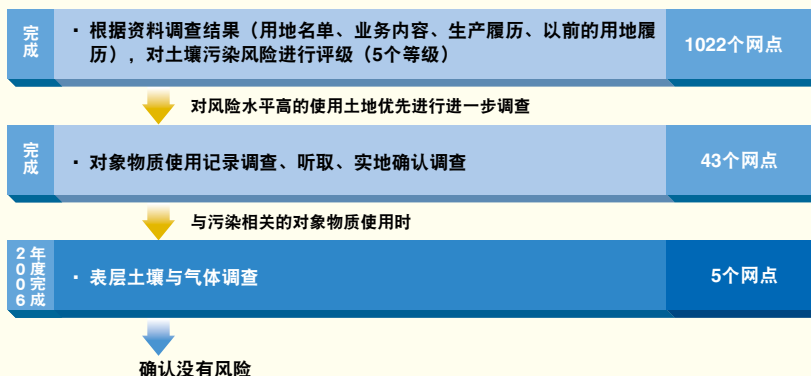 完成
· 根据资料调查结果（用地名单、业务内容、生产履历、以前的用地履
历），对土壤污染风险进行评级（5个等级）
1022个网点
对风险水平高的使用土地优先进行进一步调查
完成
· 对象物质使用记录调查、听取、实地确认调查
43个网点
与污染相关的对象物质使用时
2006
年度完成
· 表层土壤与气体调查
5个网点
确认没有风险